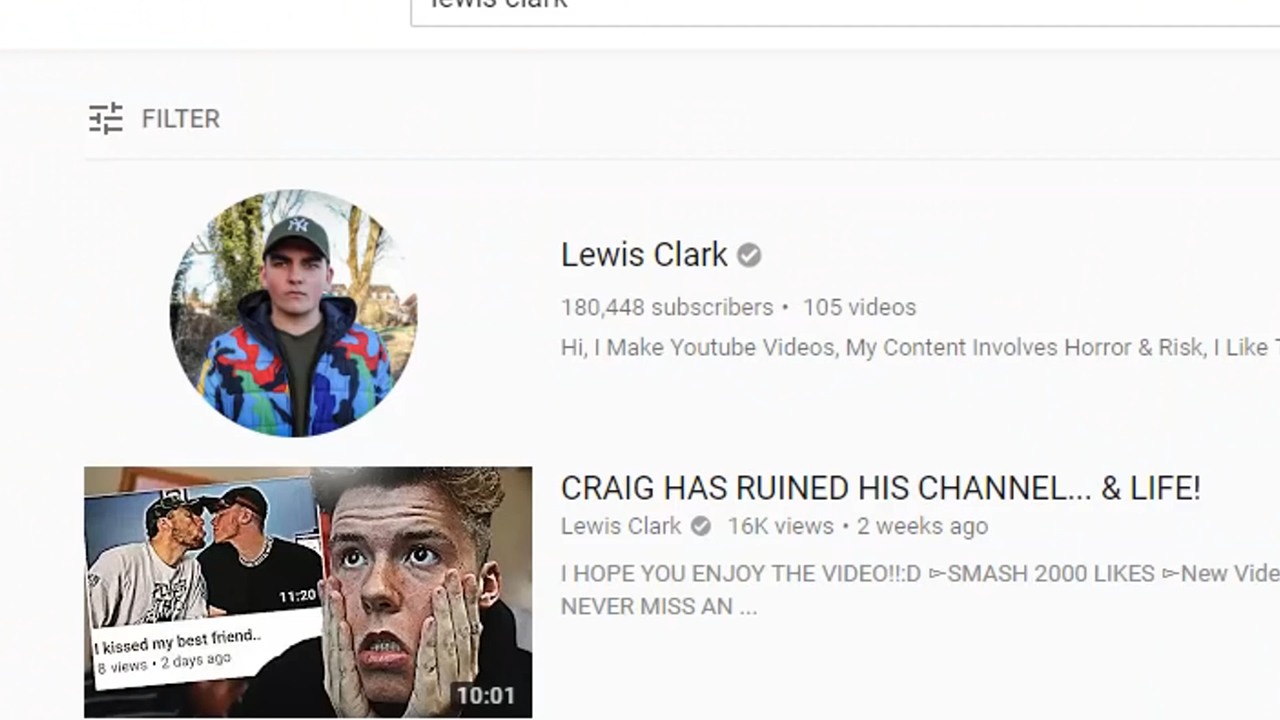 lewis clark
FILTER
Lewis Clark
180,448 subscribers • 105 videos
Hi, I Make Youtube Videos, My Content Involves Horror & Risk, I Like
CRAIG HAS RUINED HIS CHANNEL... & LIFE!
Lewis Clark 16K views • 2 weeks ago
I HOPE YOU ENJOY THE VIDEO!!:D ⊳SMASH 2000 LIKES ⊳New Vide
NEVER MISS AN ...
11:20
I kissed my best friend..
8 views • 2 days ago
10:01